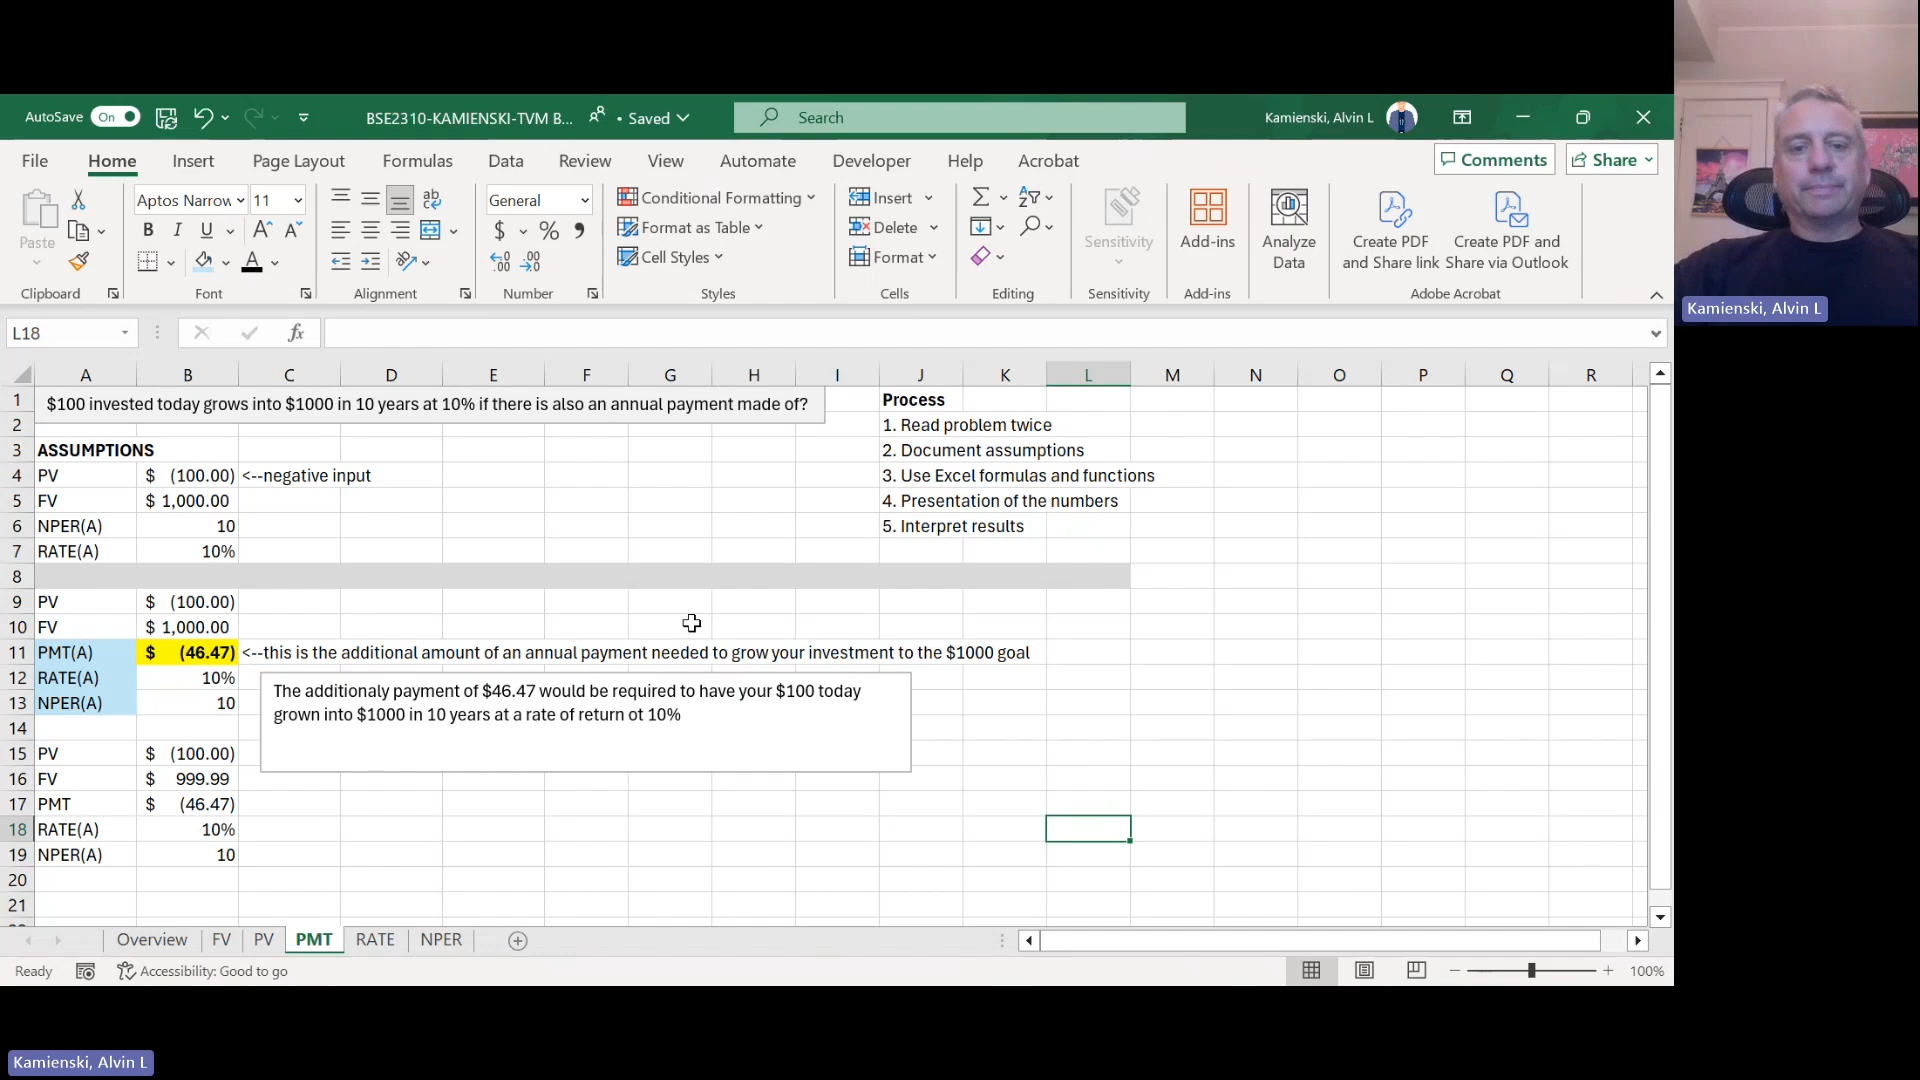 AutoSave On BSE2310-KAMIENSKI-TVM B... • Saved Search Kamienski, Alvin L
File Home Insert Page Layout Formulas Data Review View Automate Developer Help Acrobat Comments Share
Paste
Aptos Narrow 11
B I U A A
A
ab
General
$ % 9
.00
.00
Conditional Formatting
Format as Table
Cell Styles
Insert
Delete
Format
Sensitivity
Add-ins
Analyze
Data
Create PDF
and Share link
Create PDF and
Share via Outlook
Clipboard Font Alignment Number Styles Cells Editing Sensitivity Add-ins Adobe Acrobat
Kamienski, Alvin L
L18 fx
A B C D E F G H I J K L M N O P Q R
1 $100 invested today grows into $1000 in 10 years at 10% if there is also an annual payment made of? Process
2 1. Read problem twice
3 ASSUMPTIONS 2. Document assumptions
4 PV $ (100.00) <--negative input 3. Use Excel formulas and functions
5 FV $ 1,000.00 4. Presentation of the numbers
6 NPER(A) 10 5. Interpret results
7 RATE(A) 10%
8
9 PV $ (100.00)
10 FV $ 1,000.00
11 PMT(A) $ (46.47) <--this is the additional amount of an annual payment needed to grow your investment to the $1000 goal
12 RATE(A) 10% The additionaly payment of $46.47 would be required to have your $100 today
13 NPER(A) 10 grown into $1000 in 10 years at a rate of return ot 10%
14
15 PV $ (100.00)
16 FV $ 999.99
17 PMT $ (46.47)
18 RATE(A) 10%
19 NPER(A) 10
20
21
Overview FV PV PMT RATE NPER
Ready Accessibility: Good to go 100%
Kamienski, Alvin L